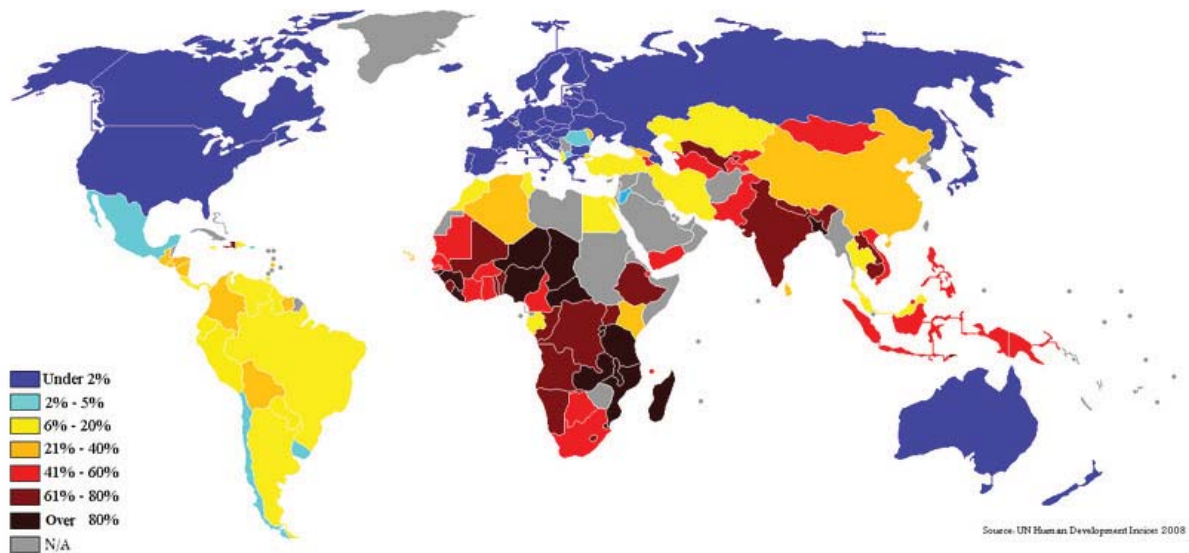 Under 2%
2% - 5%
6% - 20%
21% - 40%
41% - 60%
61% - 80%
Over 80%
N/A
Source: UN Human Development Indices 2008